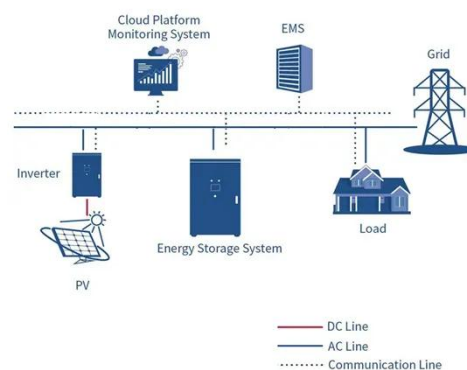 Cloud Platform
Monitoring System
EMS
Grid
Inverter
Energy Storage System
Load
PV
DC Line
AC Line
Communication Line